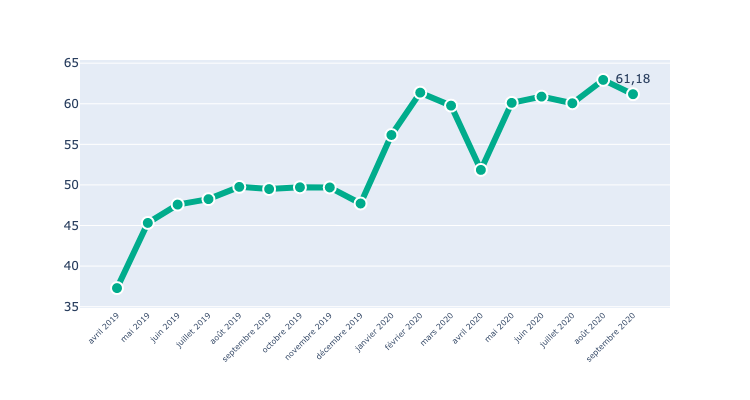 65
61,18
60
55
50
45
40
35
avril 2019
mai 2019
juin 2019
juillet 2019
août 2019
septembre 2019
octobre 2019
novembre 2019
décembre 2019
janvier 2020
février 2020
mars 2020
avril 2020
mai 2020
juin 2020
juillet 2020
août 2020
septembre 2020